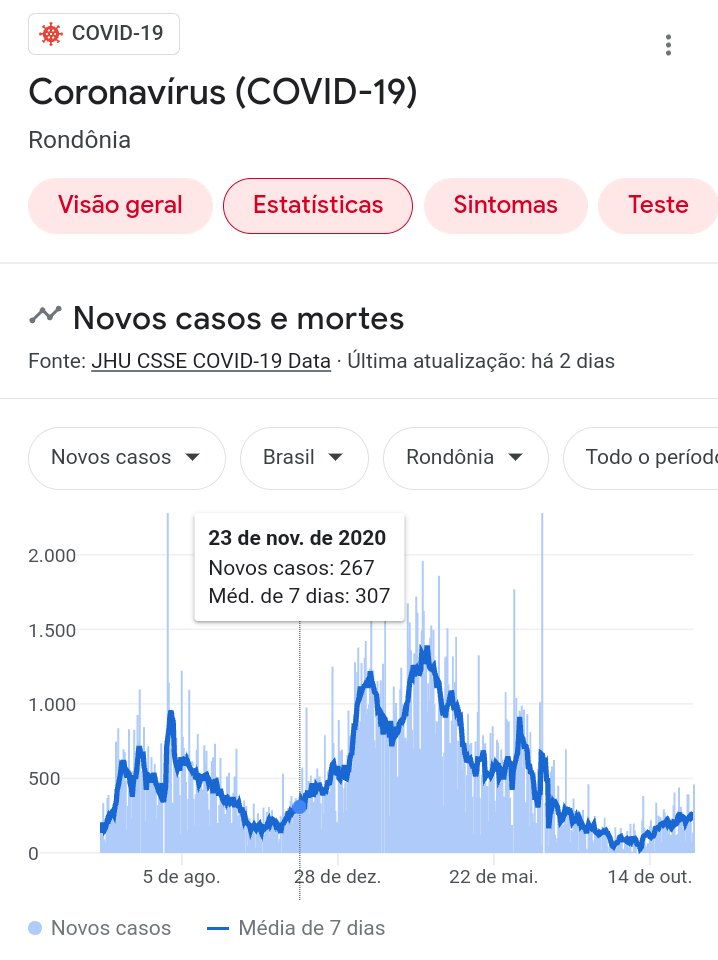 COVID-19
Coronavírus (COVID-19)
Rondônia
Visão geral
Estatísticas
Sintomas
Teste
Novos casos e mortes
Fonte: JHU CSSE COVID-19 Data · Última atualização: há 2 dias
Novos casos
Brasil
Rondônia
Todo o período
23 de nov. de 2020
Novos casos: 267
Méd. de 7 dias: 307
2.000
1.500
1.000
500
0
5 de ago.
28 de dez.
22 de mai.
14 de out.
Novos casos
Média de 7 dias